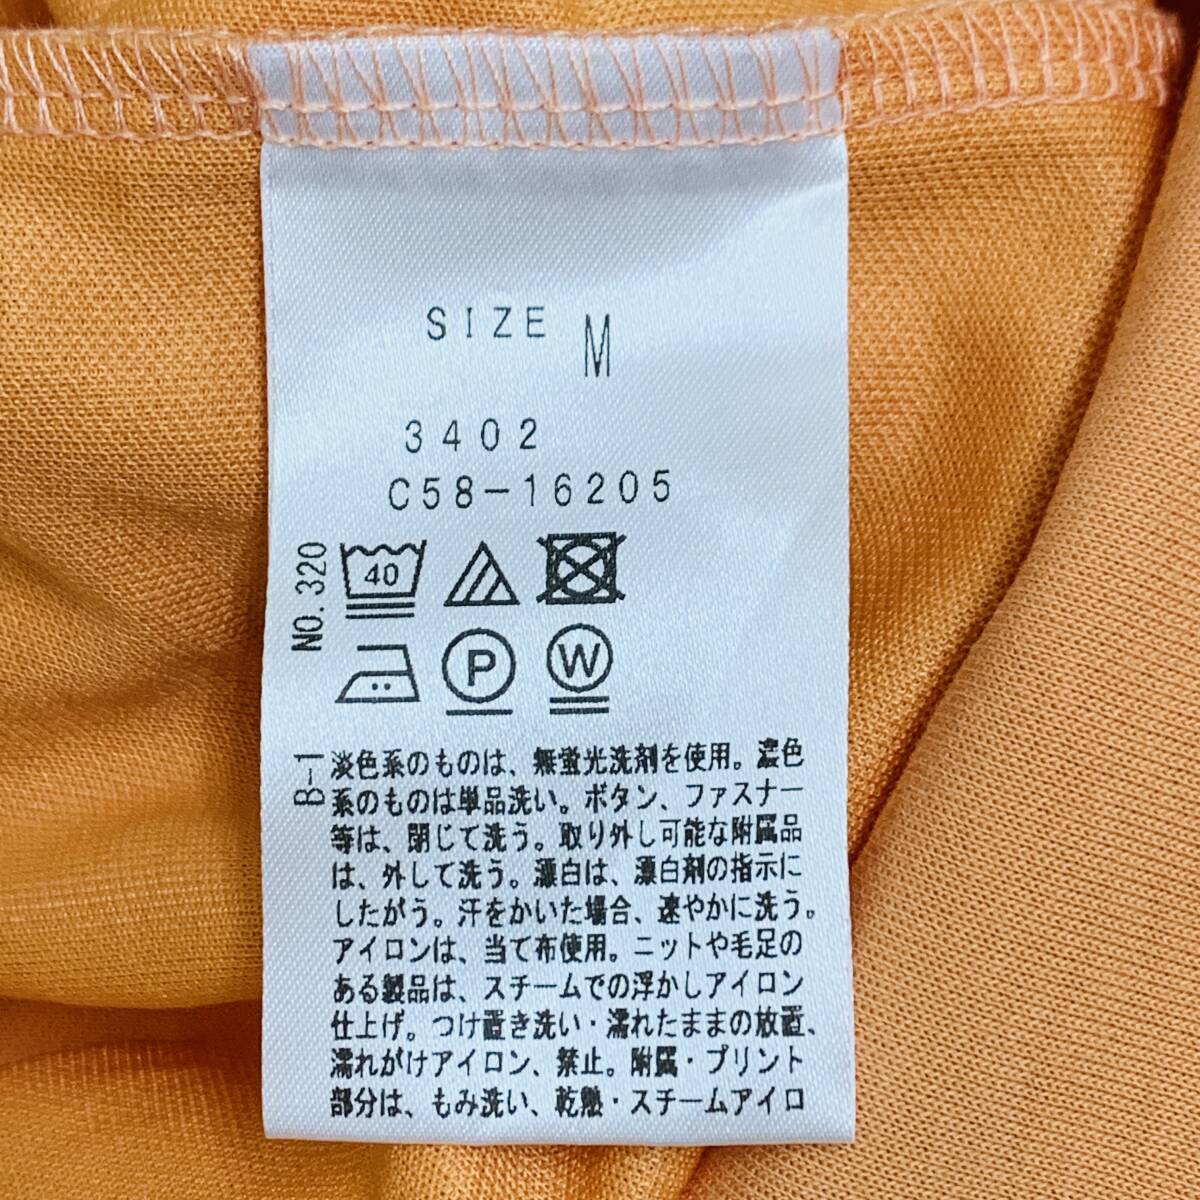 SIZE M
3402
C58-16205
NO. 320
40
P
W
B-1
淡色系のものは、無蛍光洗剤を使用。濃色
系のものは単品洗い。ボタン、ファスナー
等は、閉じて洗う。取り外し可能な附属品
は、外して洗う。漂白は、漂白剤の指示に
したがう。汗をかいた場合、速やかに洗う。
アイロンは、当て布使用。ニットや毛足の
ある製品は、スチームでの浮かしアイロン
仕上げ。つけ置き洗い・濡れたままの放置、
濡れがけアイロン、禁止。附属・プリント
部分は、もみ洗い、乾熱・スチームアイロ